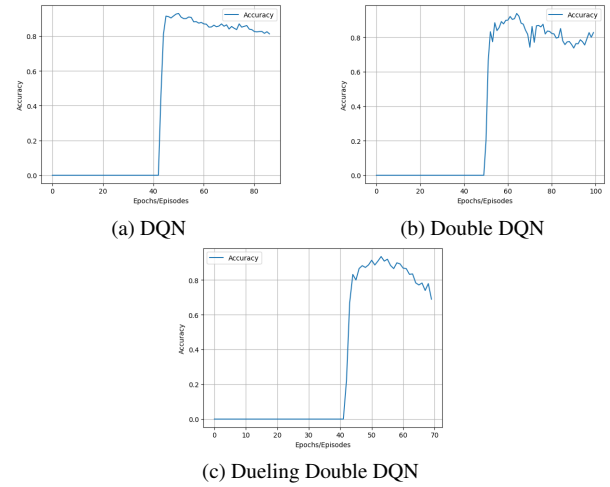 Accuracy
0.8
0.6
0.4
0.2
0.0
Accuracy
0 20 40 60 80
Epochs/Episodes
(a) DQN
Accuracy
0.8
0.6
0.4
0.2
0.0
Accuracy
0 20 40 60 80 100
Epochs/Episodes
(b) Double DQN
Accuracy
0.8
0.6
0.4
0.2
0.0
Accuracy
0 10 20 30 40 50 60 70
Epochs/Episodes
(c) Dueling Double DQN